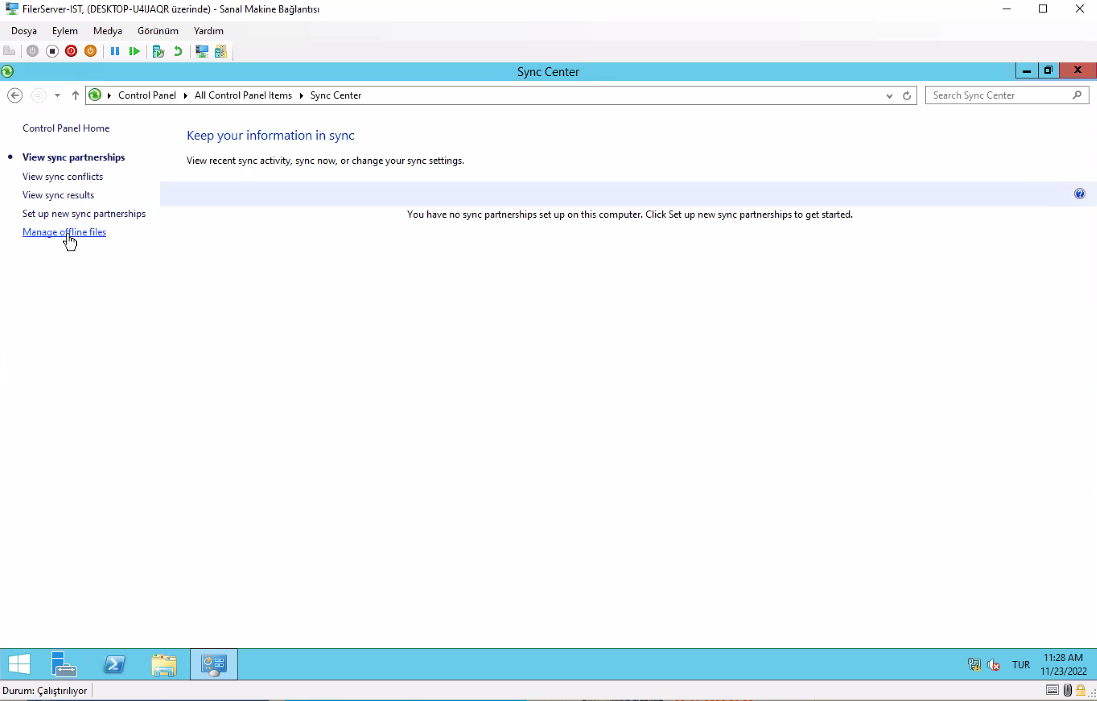 FilerServer-IST, (DESKTOP-U4UAQR üzerinde) - Sanal Makine Bağlantısı
Dosya Eylem Medya Görünüm Yardım
Sync Center
Control Panel All Control Panel Items Sync Center
Search Sync Center
Control Panel Home
View sync partnerships
View sync conflicts
View sync results
Set up new sync partnerships
Manage offline files
Keep your information in sync
View recent sync activity, sync now, or change your sync settings.
You have no sync partnerships set up on this computer. Click Set up new sync partnerships to get started.
TUR
11:28 AM
11/23/2022
Durum: Çalıştırılıyor